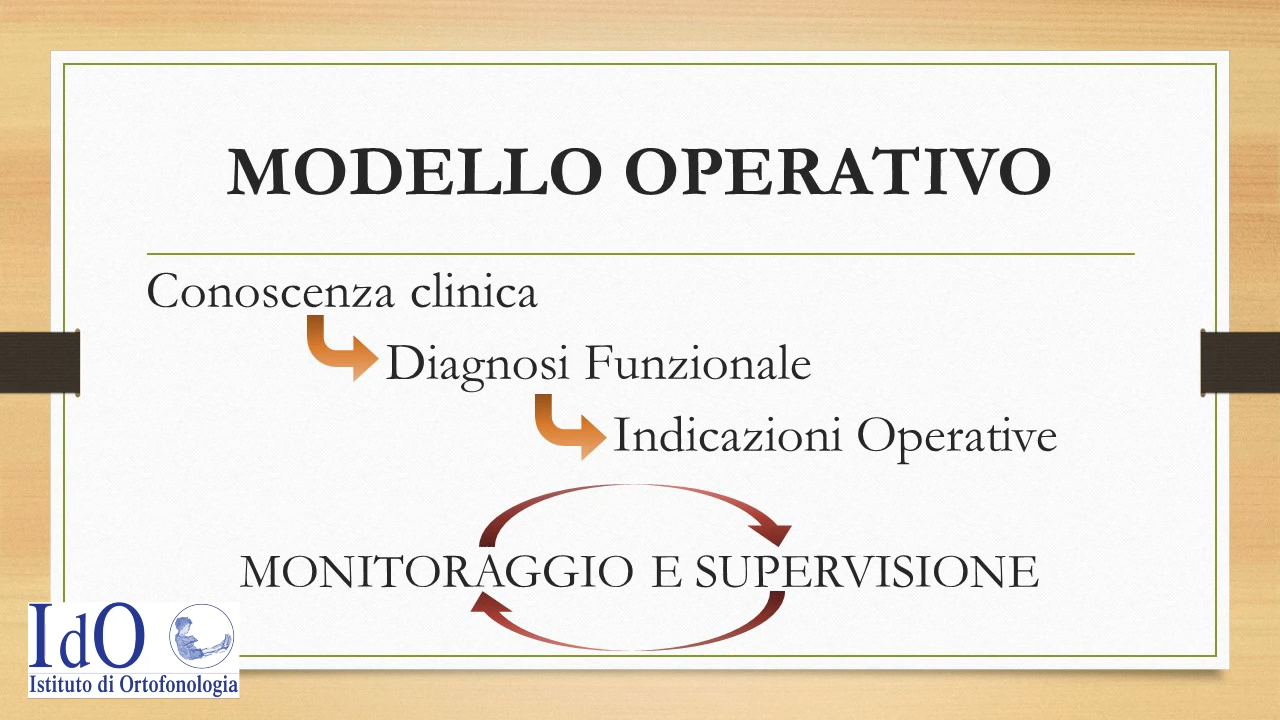 MODELLO OPERATIVO
Conoscenza clinica
Diagnosi Funzionale
Indicazioni Operative
MONITORAGGIO E SUPERVISIONE
IdO
Istituto di Ortofonologia